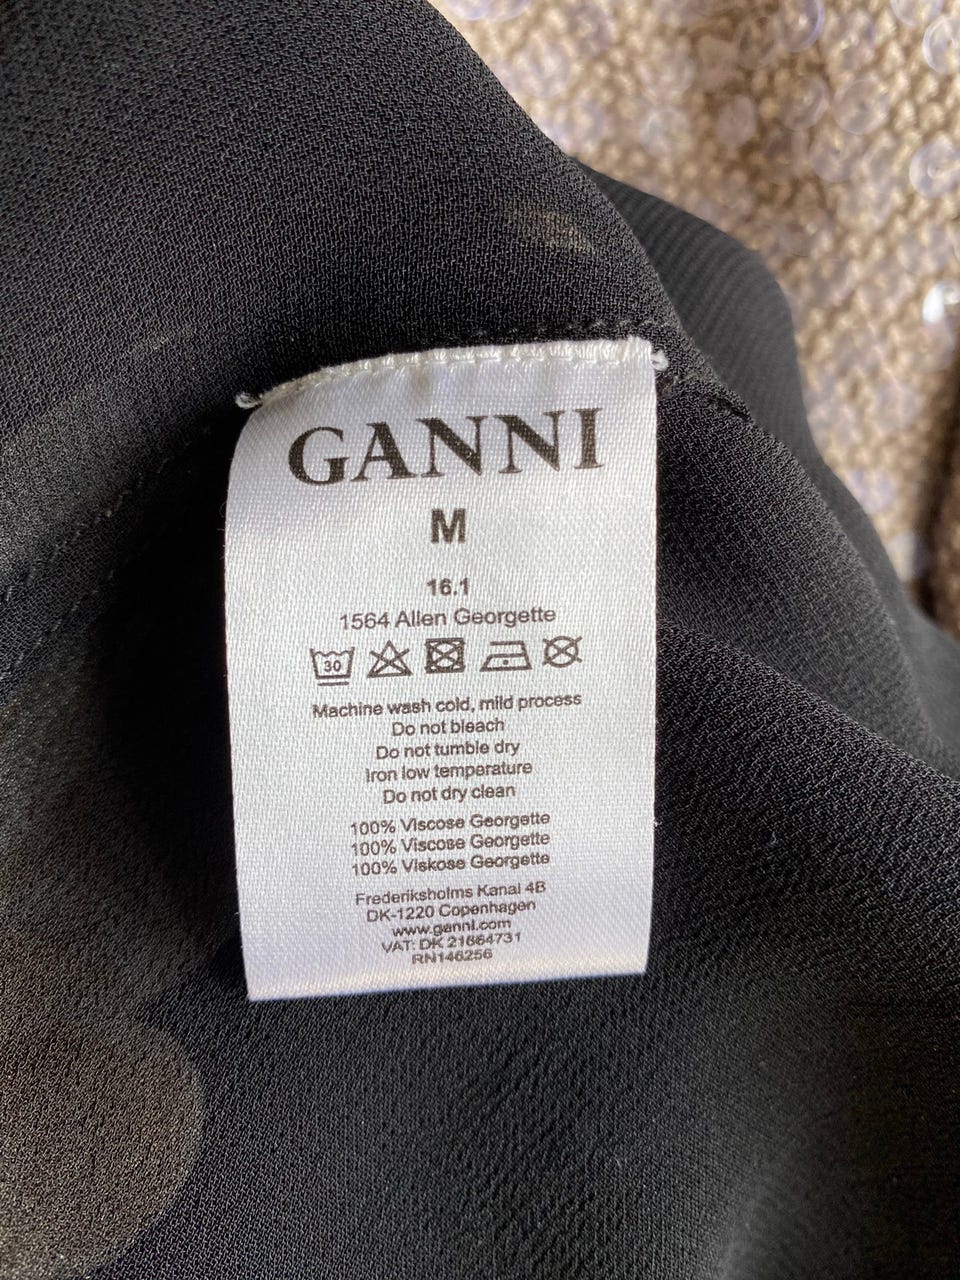 GANNI
M
16.1
1564 Allen Georgette
30
Machine wash cold, mild process
Do not bleach
Do not tumble dry
Iron low temperature
Do not dry clean
100% Viscose Georgette
100% Viscose Georgette
100% Viskose Georgette
Frederiksholms Kanal 4B
DK-1220 Copenhagen
www.ganni.com
VAT: DK 21664731
RN146256